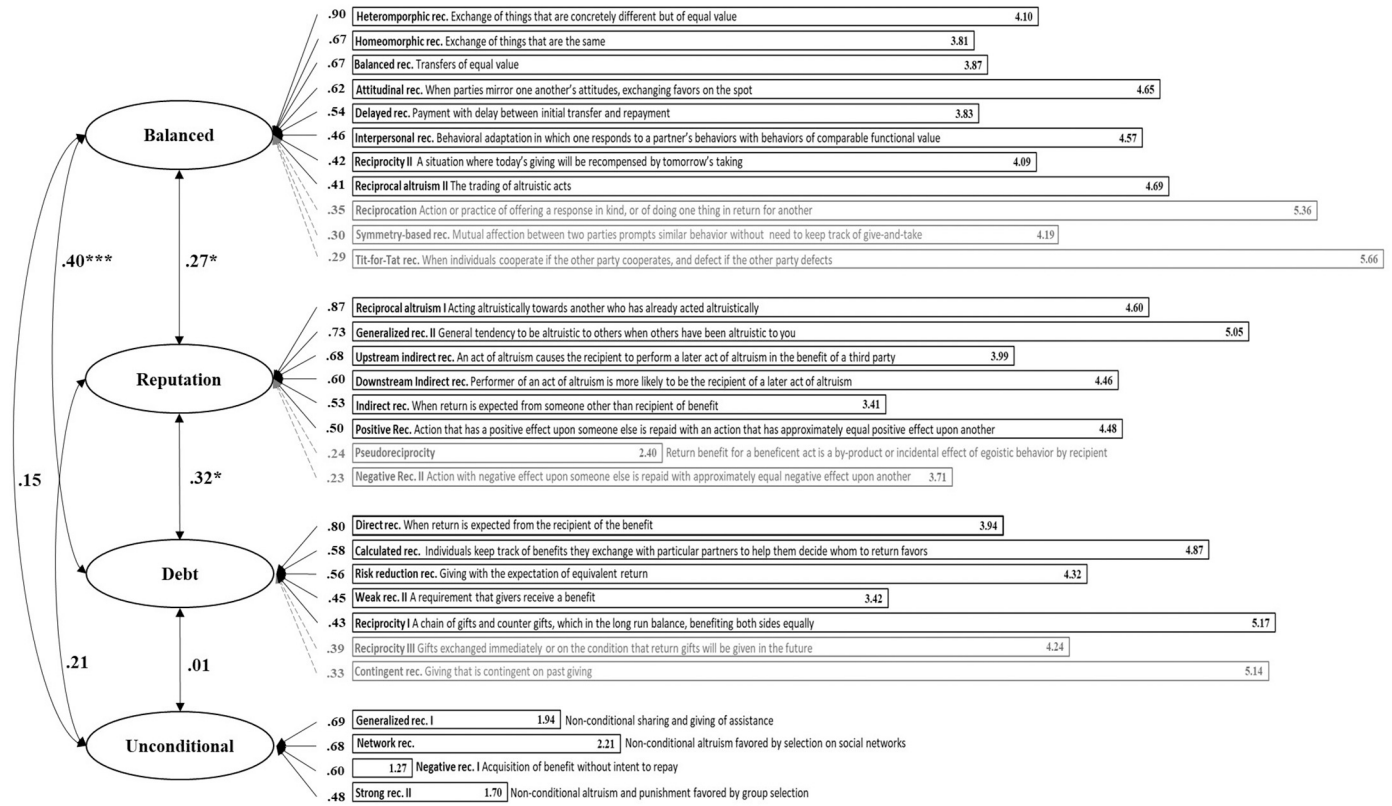 .90 Heteromporphic rec. Exchange of things that are concretely different but of equal value 4.10
.67 Homeomorphic rec. Exchange of things that are the same 3.81
.67 Balanced rec. Transfers of equal value 3.87
.62 Attitudinal rec. When parties mirror one another's attitudes, exchanging favors on the spot 4.65
.54 Delayed rec. Payment with delay between initial transfer and repayment 3.83
Balanced
.46 Interpersonal rec. Behavioral adaptation in which one responds to a partner's behaviors with behaviors of comparable functional value 4.57
.42 Reciprocity II A situation where today's giving will be recompensed by tomorrow's taking 4.09
.41 Reciprocal altruism II The trading of altruistic acts 4.69
.35 Reciprocation Action or practice of offering a response in kind, or of doing one thing in return for another 5.36
.30 Symmetry-based rec. Mutual affection between two parties prompts similar behavior without need to keep track of give-and-take 4.19
.29 Tit-for-Tat rec. When individuals cooperate if the other party cooperates, and defect if the other party defects 5.66
.40*** .27*
.87 Reciprocal altruism I Acting altruistically towards another who has already acted altruistically 4.60
.73 Generalized rec. II General tendency to be altruistic to others when others have been altruistic to you 5.05
.68 Upstream indirect rec. An act of altruism causes the recipient to perform a later act of altruism in the benefit of a third party 3.99
Reputation
.60 Downstream Indirect rec. Performer of an act of altruism is more likely to be the recipient of a later act of altruism 4.46
.53 Indirect rec. When return is expected from someone other than recipient of benefit 3.41
.50 Positive Rec. Action that has a positive effect upon someone else is repaid with an action that has approximately equal positive effect upon another 4.48
.24 Pseudoreciprocity 2.40 Return benefit for a beneficent act is a by-product or incidental effect of egoistic behavior by recipient
.23 Negative Rec. II Action with negative effect upon someone else is repaid with approximately equal negative effect upon another 3.71
.15 .32*
.80 Direct rec. When return is expected from the recipient of the benefit 3.94
.58 Calculated rec. Individuals keep track of benefits they exchange with particular partners to help them decide whom to return favors 4.87
Debt
.56 Risk reduction rec. Giving with the expectation of equivalent return 4.32
.45 Weak rec. II A requirement that givers receive a benefit 3.42
.43 Reciprocity I A chain of gifts and counter gifts, which in the long run balance, benefiting both sides equally 5.17
.39 Reciprocity III Gifts exchanged immediately or on the condition that return gifts will be given in the future 4.24
.33 Contingent rec. Giving that is contingent on past giving 5.14
.21 .01
.69 Generalized rec. I 1.94 Non-conditional sharing and giving of assistance
Unconditional
.68 Network rec. 2.21 Non-conditional altruism favored by selection on social networks
.60 1.27 Negative rec. I Acquisition of benefit without intent to repay
.48 Strong rec. II 1.70 Non-conditional altruism and punishment favored by group selection